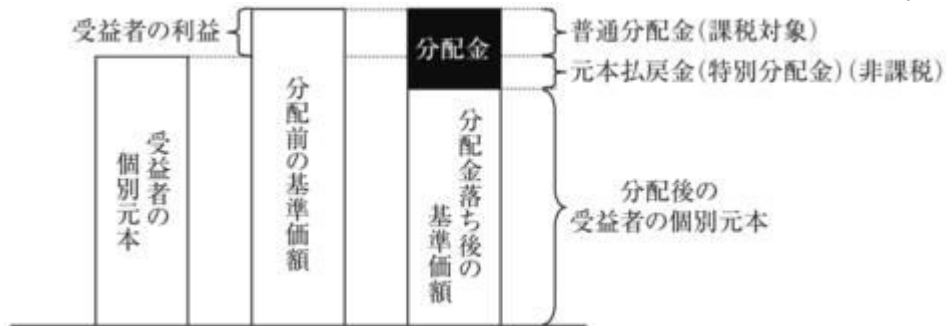 受益者の利益
受益者の
個別元本
分配前の基準価額
分配金
分配金落ち後の
基準価額
普通分配金(課税対象)
元本払戻金(特別分配金)(非課税)
分配後の
受益者の個別元本